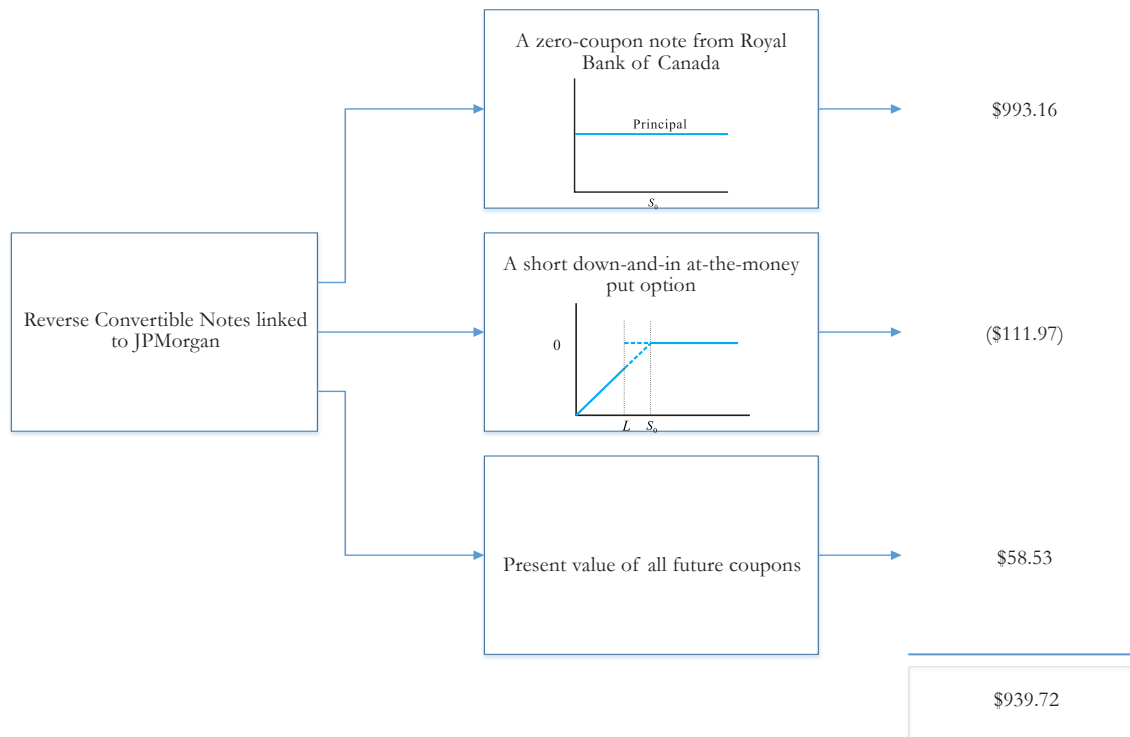 A zero-coupon note from Royal
Bank of Canada
Principal
S₀
$993.16
Reverse Convertible Notes linked
to JPMorgan
A short down-and-in at-the-money
put option
0
L S₀
($111.97)
Present value of all future coupons
$58.53
$939.72